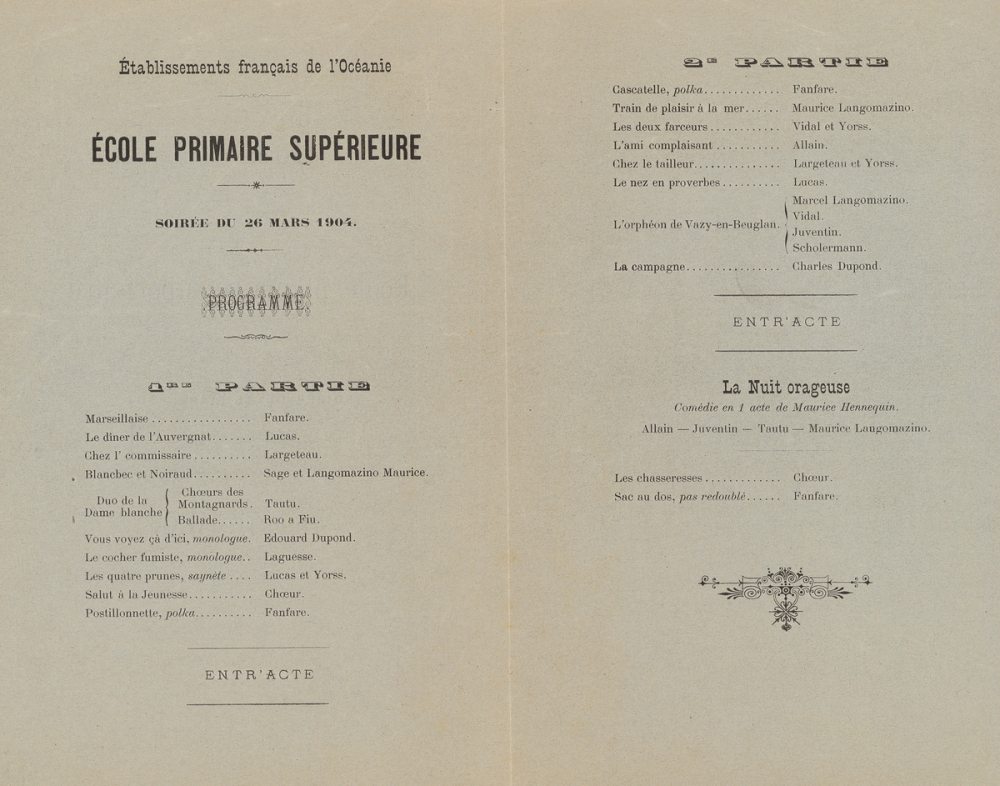 Établissements français de l'Océanie
ÉCOLE PRIMAIRE SUPÉRIEURE
SOIRÉE DU 26 MARS 1904.
PROGRAMME
1re PARTIE
Marseillaise ................ Fanfare.
Le dîner de l'Auvergnat....... Lucas.
Chez l' commissaire .......... Largeteau.
Blanchec et Noiraud.......... Sage et Langomazino Maurice.
Duo de la Dame blanche { Chœurs des
Montagnards. Tautu.
Ballade...... Roo a Fiu.
Vous voyez çà d'ici, monologue. Edouard Dupond.
Le cocher fumiste, monologue.. Laguesse.
Les quatre prunes, saynète .... Lucas et Yorss.
Salut à la Jeunesse........... Chœur.
Postillonnette, polka.......... Fanfare.
ENTR'ACTE
2e PARTIE
Cascatelle, polka............. Fanfare.
Train de plaisir à la mer...... Maurice Langomazino.
Les deux farceurs............ Vidal et Yorss.
L'ami complaisant ........... Allain.
Chez le tailleur.............. Largeteau et Yorss.
Le nez en proverbes.......... Lucas.
L'orphéon de Vazy-en-Beuglan. { Marcel Langomazino.
Vidal.
Juventin.
Scholermann.
La campagne................ Charles Dupond.
ENTR'ACTE
La Nuit orageuse
Comédie en 1 acte de Maurice Hennequin.
Allain — Juventin — Tautu — Maurice Langomazino.
Les chasseresses............. Chœur.
Sac au dos, pas redoublé...... Fanfare.